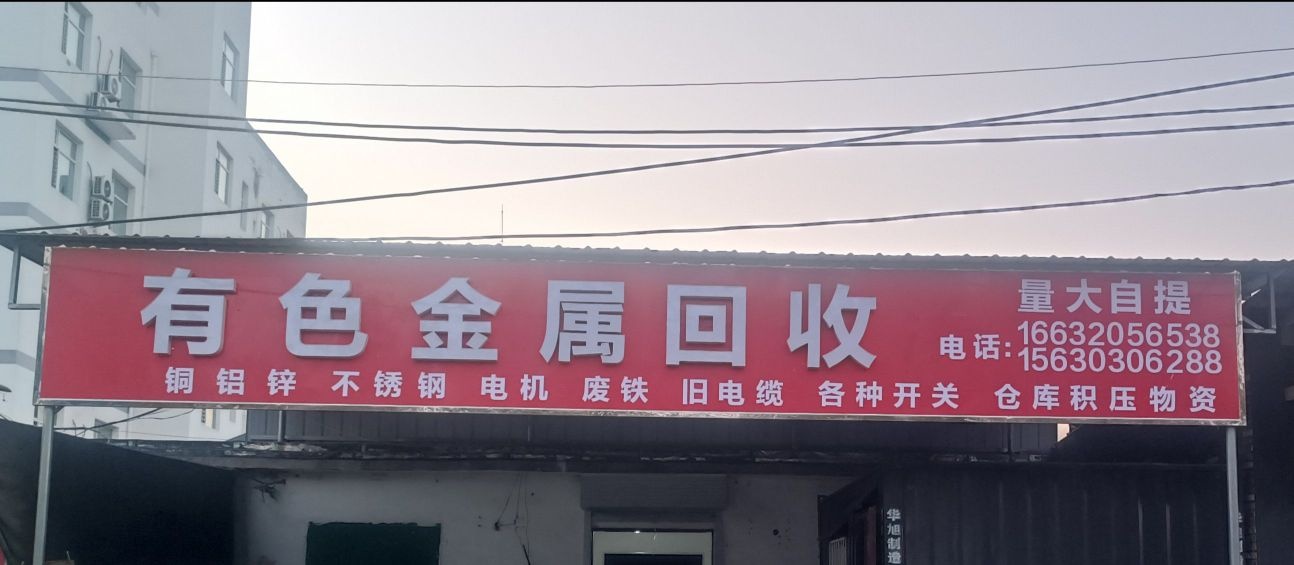 有色金属回收
量大自提
电话:16632056538
15630306288
铜 铝 锌 不锈钢 电机 废铁 旧电缆 各种开关 仓库积压物资
华旭制造